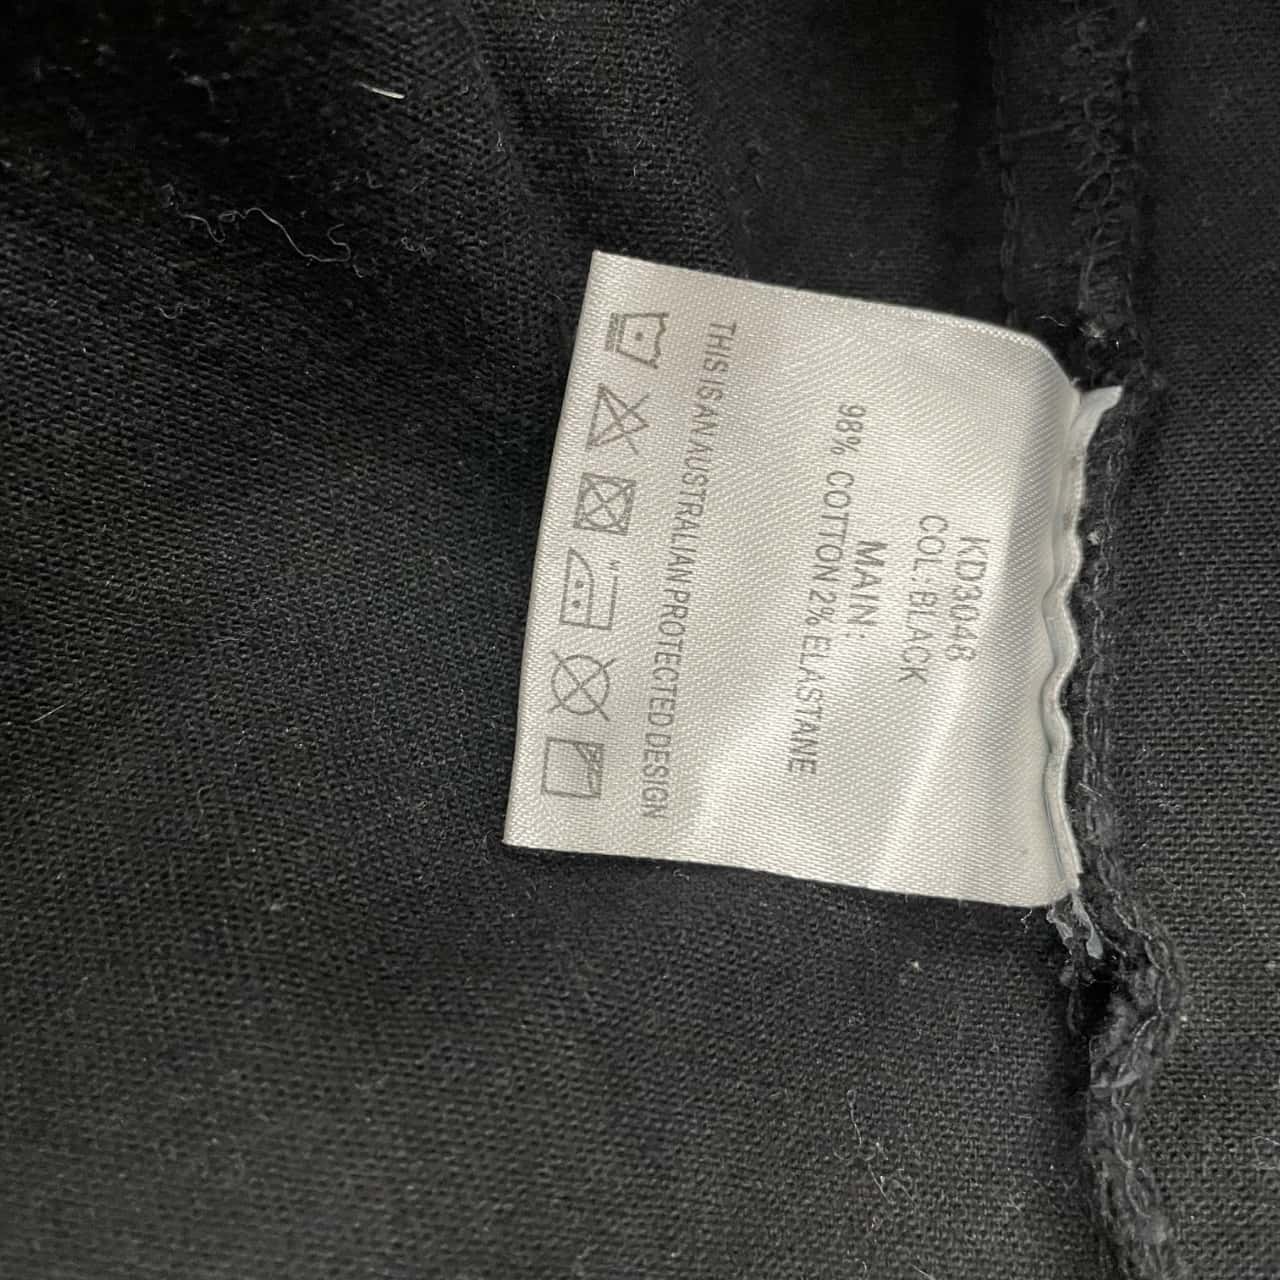 KD3046
COL: BLACK
MAIN:
98% COTTON 2% ELASTANE
THIS IS AN AUSTRALIAN PROTECTED DESIGN